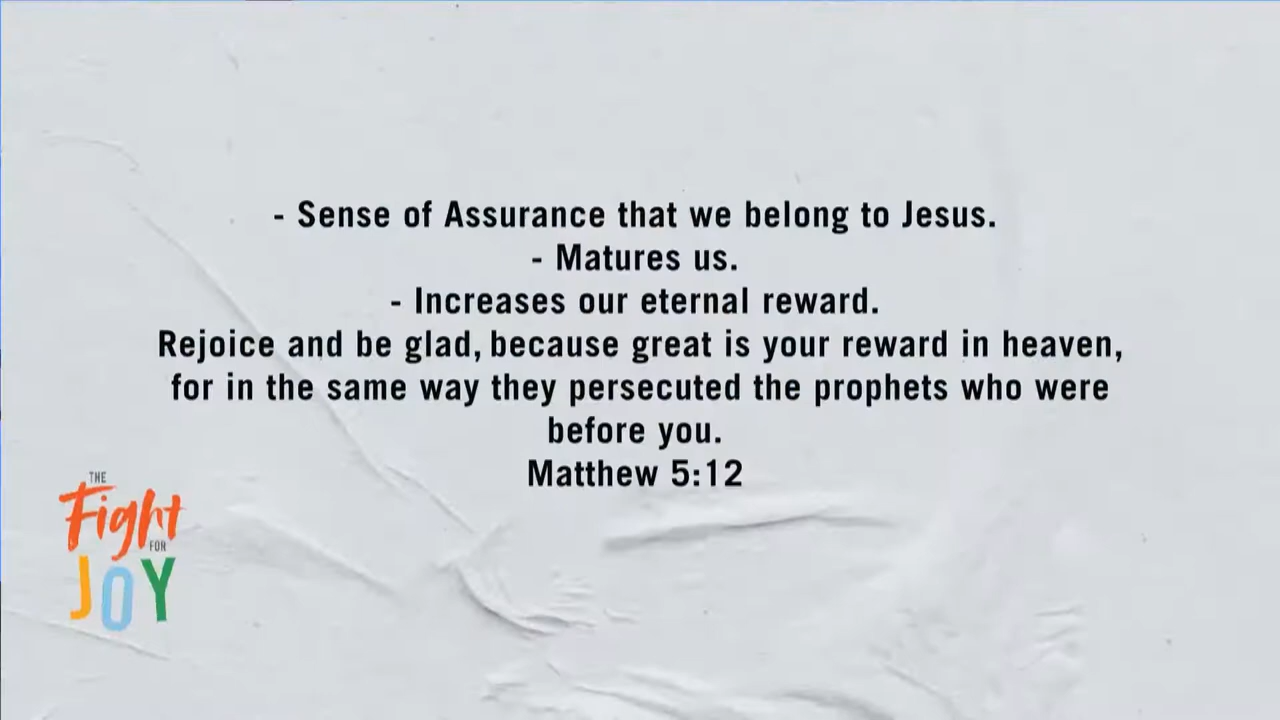 - Sense of Assurance that we belong to Jesus.
- Matures us.
- Increases our eternal reward.
Rejoice and be glad, because great is your reward in heaven,
for in the same way they persecuted the prophets who were
before you.
Matthew 5:12
THE
Fight
FOR
JOY